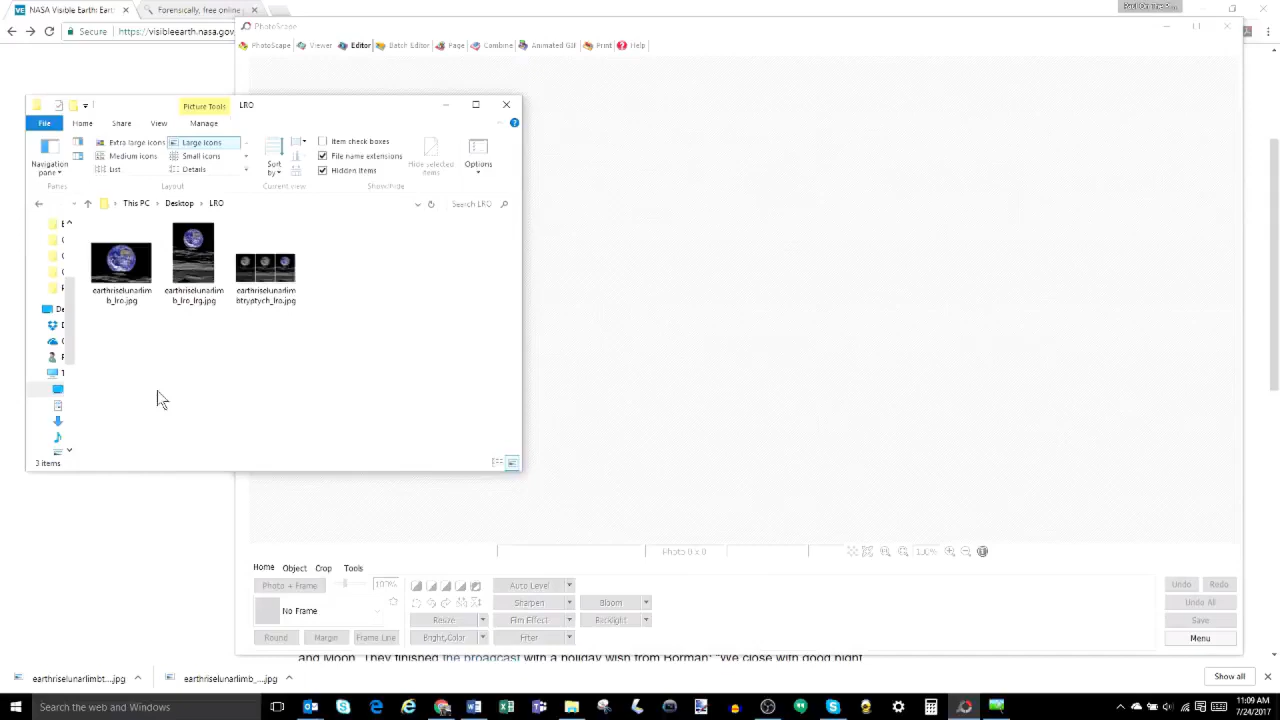 NASA Visible Earth: Eart
Forensically, free online
Secure
https://visibleearth.nasa.gov
PhotoScape
PhotoScape
Viewer
Editor
Batch Editor
Page
Combine
Animated GIF
Print
Help
Picture Tools
LRO
File
Home
Share
View
Manage
Navigation pane
Extra large icons
Large icons
Medium icons
Small icons
List
Details
Sort by
Item check boxes
File name extensions
Hidden items
Hide selected items
Options
Panes
Layout
Current view
Show/hide
This PC
Desktop
LRO
Search LRO
earthriselunarlim
b_lro.jpg
earthriselunarlim
b_lro_lrg.jpg
earthriselunarlim
btryptych_lro.jpg
3 items
Photo 0 x 0
100%
Home
Object
Crop
Tools
Photo + Frame
100%
No Frame
Round
Margin
Frame Line
Resize
Bright, Color
Auto Level
Sharpen
Film Effect
Filter
Bloom
Backlight
Undo
Redo
Undo All
Save
Menu
and Moon. They finished the broadcast with a holiday wish from Borman: "We close with good night
earthriselunarlimbt....jpg
earthriselunarlimb_....jpg
Show all
Search the web and Windows
11:09 AM
7/24/2017